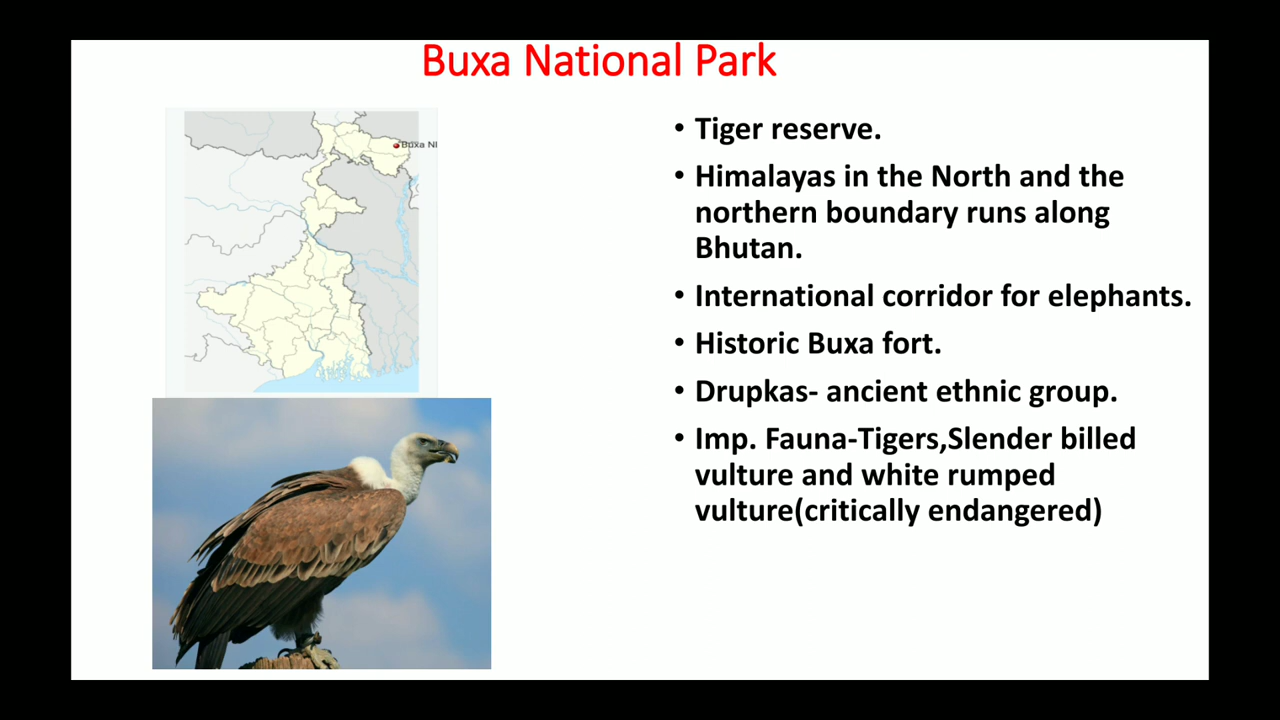 Buxa National Park
Buxa NP
• Tiger reserve.
• Himalayas in the North and the
northern boundary runs along
Bhutan.
• International corridor for elephants.
• Historic Buxa fort.
• Drupkas- ancient ethnic group.
• Imp. Fauna-Tigers,Slender billed
vulture and white rumped
vulture(critically endangered)